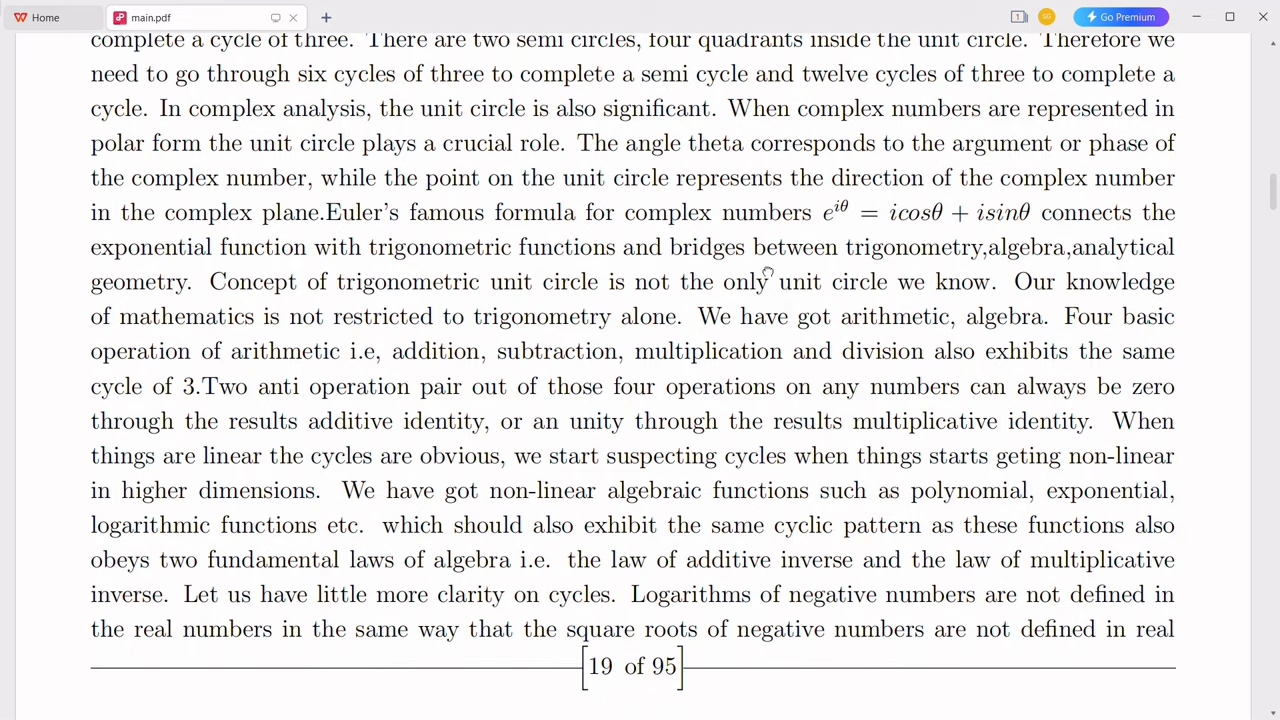 Home
main.pdf
1
SG
Go Premium
complete a cycle of three. There are two semi circles, four quadrants inside the unit circle. Therefore we
need to go through six cycles of three to complete a semi cycle and twelve cycles of three to complete a
cycle. In complex analysis, the unit circle is also significant. When complex numbers are represented in
polar form the unit circle plays a crucial role. The angle theta corresponds to the argument or phase of
the complex number, while the point on the unit circle represents the direction of the complex number
in the complex plane.Euler's famous formula for complex numbers e^{iθ} = icosθ + isinθ connects the
exponential function with trigonometric functions and bridges between trigonometry,algebra,analytical
geometry. Concept of trigonometric unit circle is not the only unit circle we know. Our knowledge
of mathematics is not restricted to trigonometry alone. We have got arithmetic, algebra. Four basic
operation of arithmetic i.e, addition, subtraction, multiplication and division also exhibits the same
cycle of 3.Two anti operation pair out of those four operations on any numbers can always be zero
through the results additive identity, or an unity through the results multiplicative identity. When
things are linear the cycles are obvious, we start suspecting cycles when things starts geting non-linear
in higher dimensions. We have got non-linear algebraic functions such as polynomial, exponential,
logarithmic functions etc. which should also exhibit the same cyclic pattern as these functions also
obeys two fundamental laws of algebra i.e. the law of additive inverse and the law of multiplicative
inverse. Let us have little more clarity on cycles. Logarithms of negative numbers are not defined in
the real numbers in the same way that the square roots of negative numbers are not defined in real
[19 of 95]